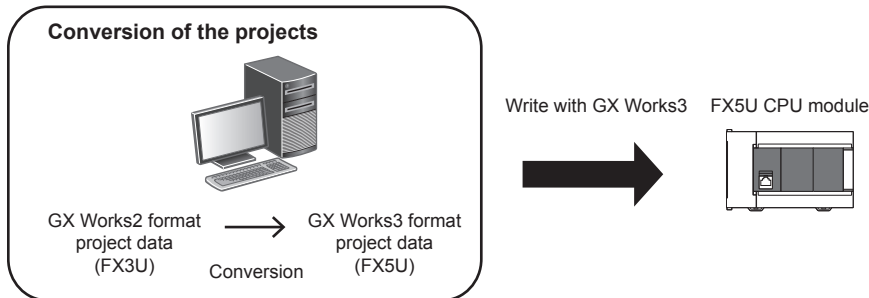 Conversion of the projects
Write with GX Works3
FX5U CPU module
GX Works2 format
project data
(FX3U)
Conversion
GX Works3 format
project data
(FX5U)